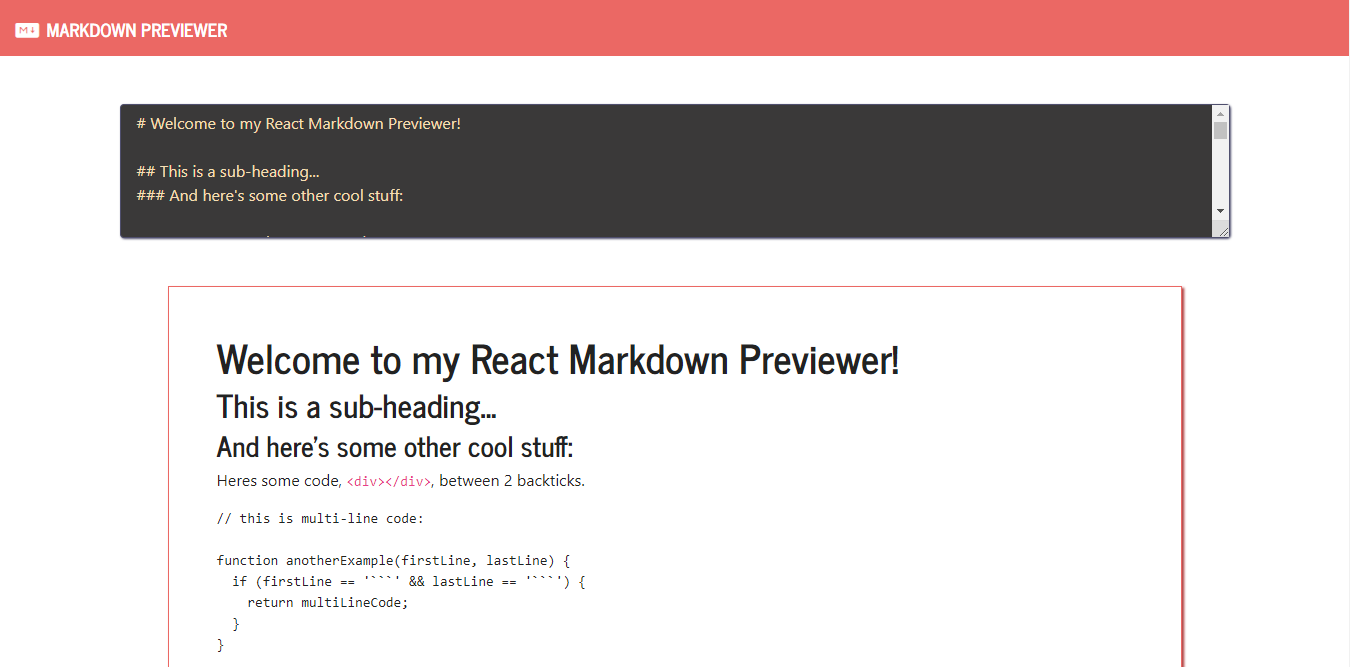 M↓ MARKDOWN PREVIEWER
# Welcome to my React Markdown Previewer!
## This is a sub-heading...
### And here's some other cool stuff:
Welcome to my React Markdown Previewer!
This is a sub-heading...
And here's some other cool stuff:
Heres some code, <div></div>, between 2 backticks.
// this is multi-line code:
function anotherExample(firstLine, lastLine) {
  if (firstLine == '```' && lastLine == '```') {
    return multiLineCode;
  }
}